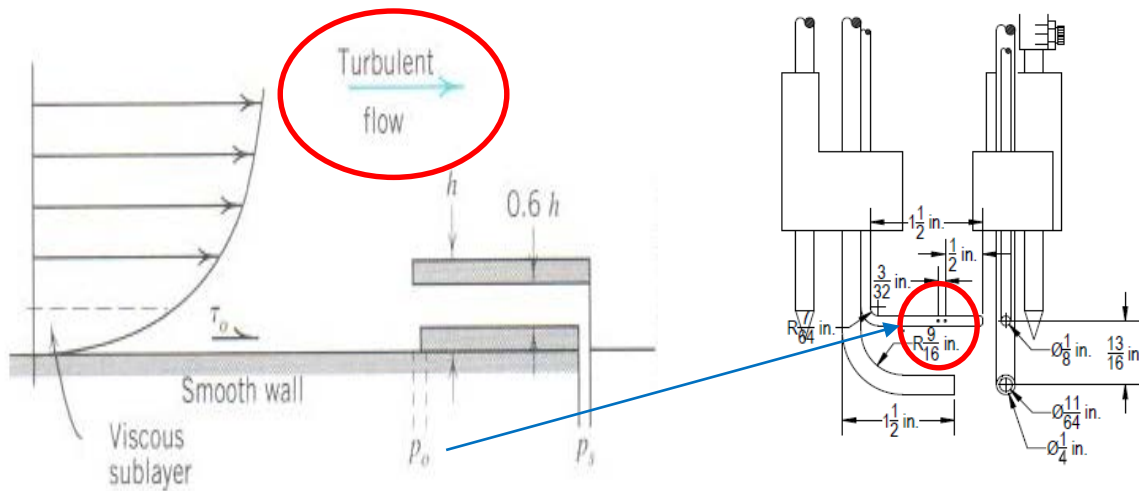 Turbulent
flow
h
0.6 h
τo
Smooth wall
Viscous
sublayer
po
ps
1 1/2 in.
1/2 in.
3/32 in.
R 7/64 in.
R 9/16 in.
Ø 1/8 in.
13/16 in
1 1/2 in.
Ø 11/64 in.
Ø 1/4 in.